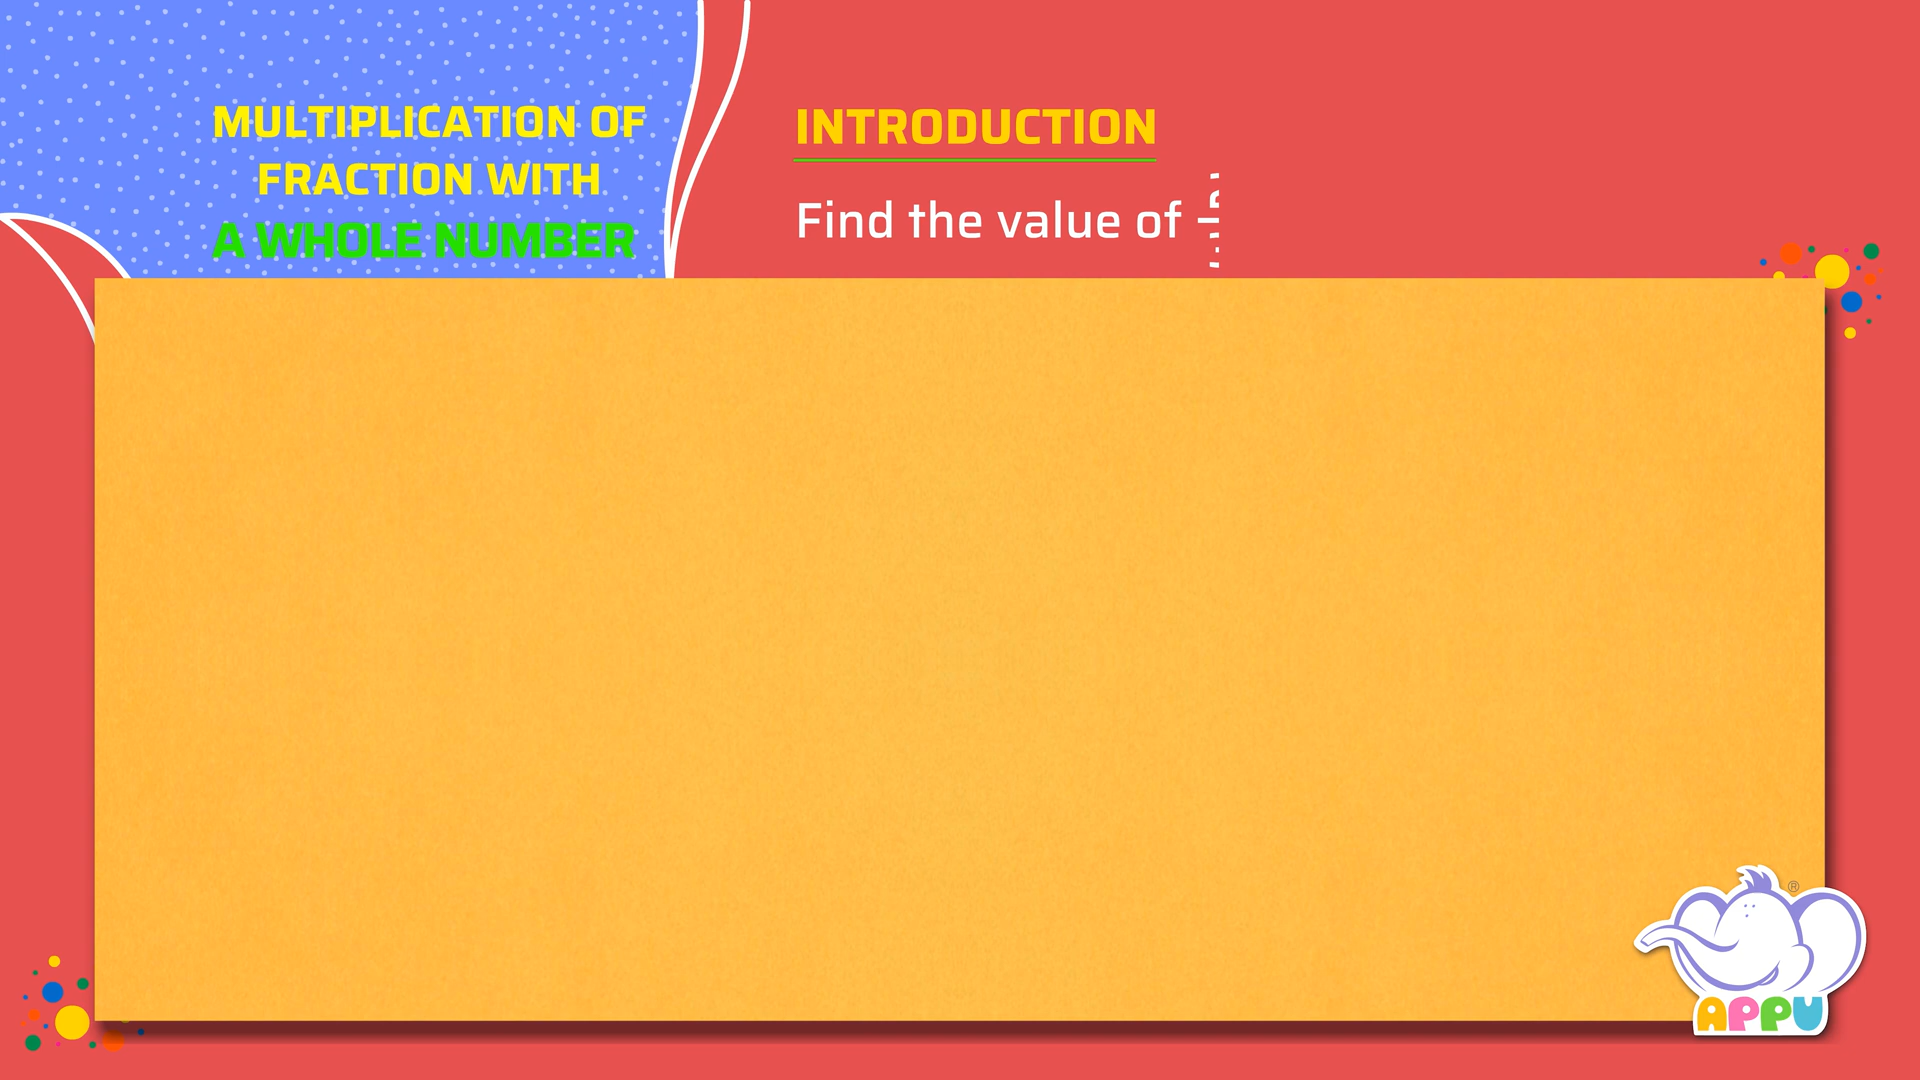 MULTIPLICATION OF
FRACTION WITH
A WHOLE NUMBER
INTRODUCTION
Find the value of
®
APPU